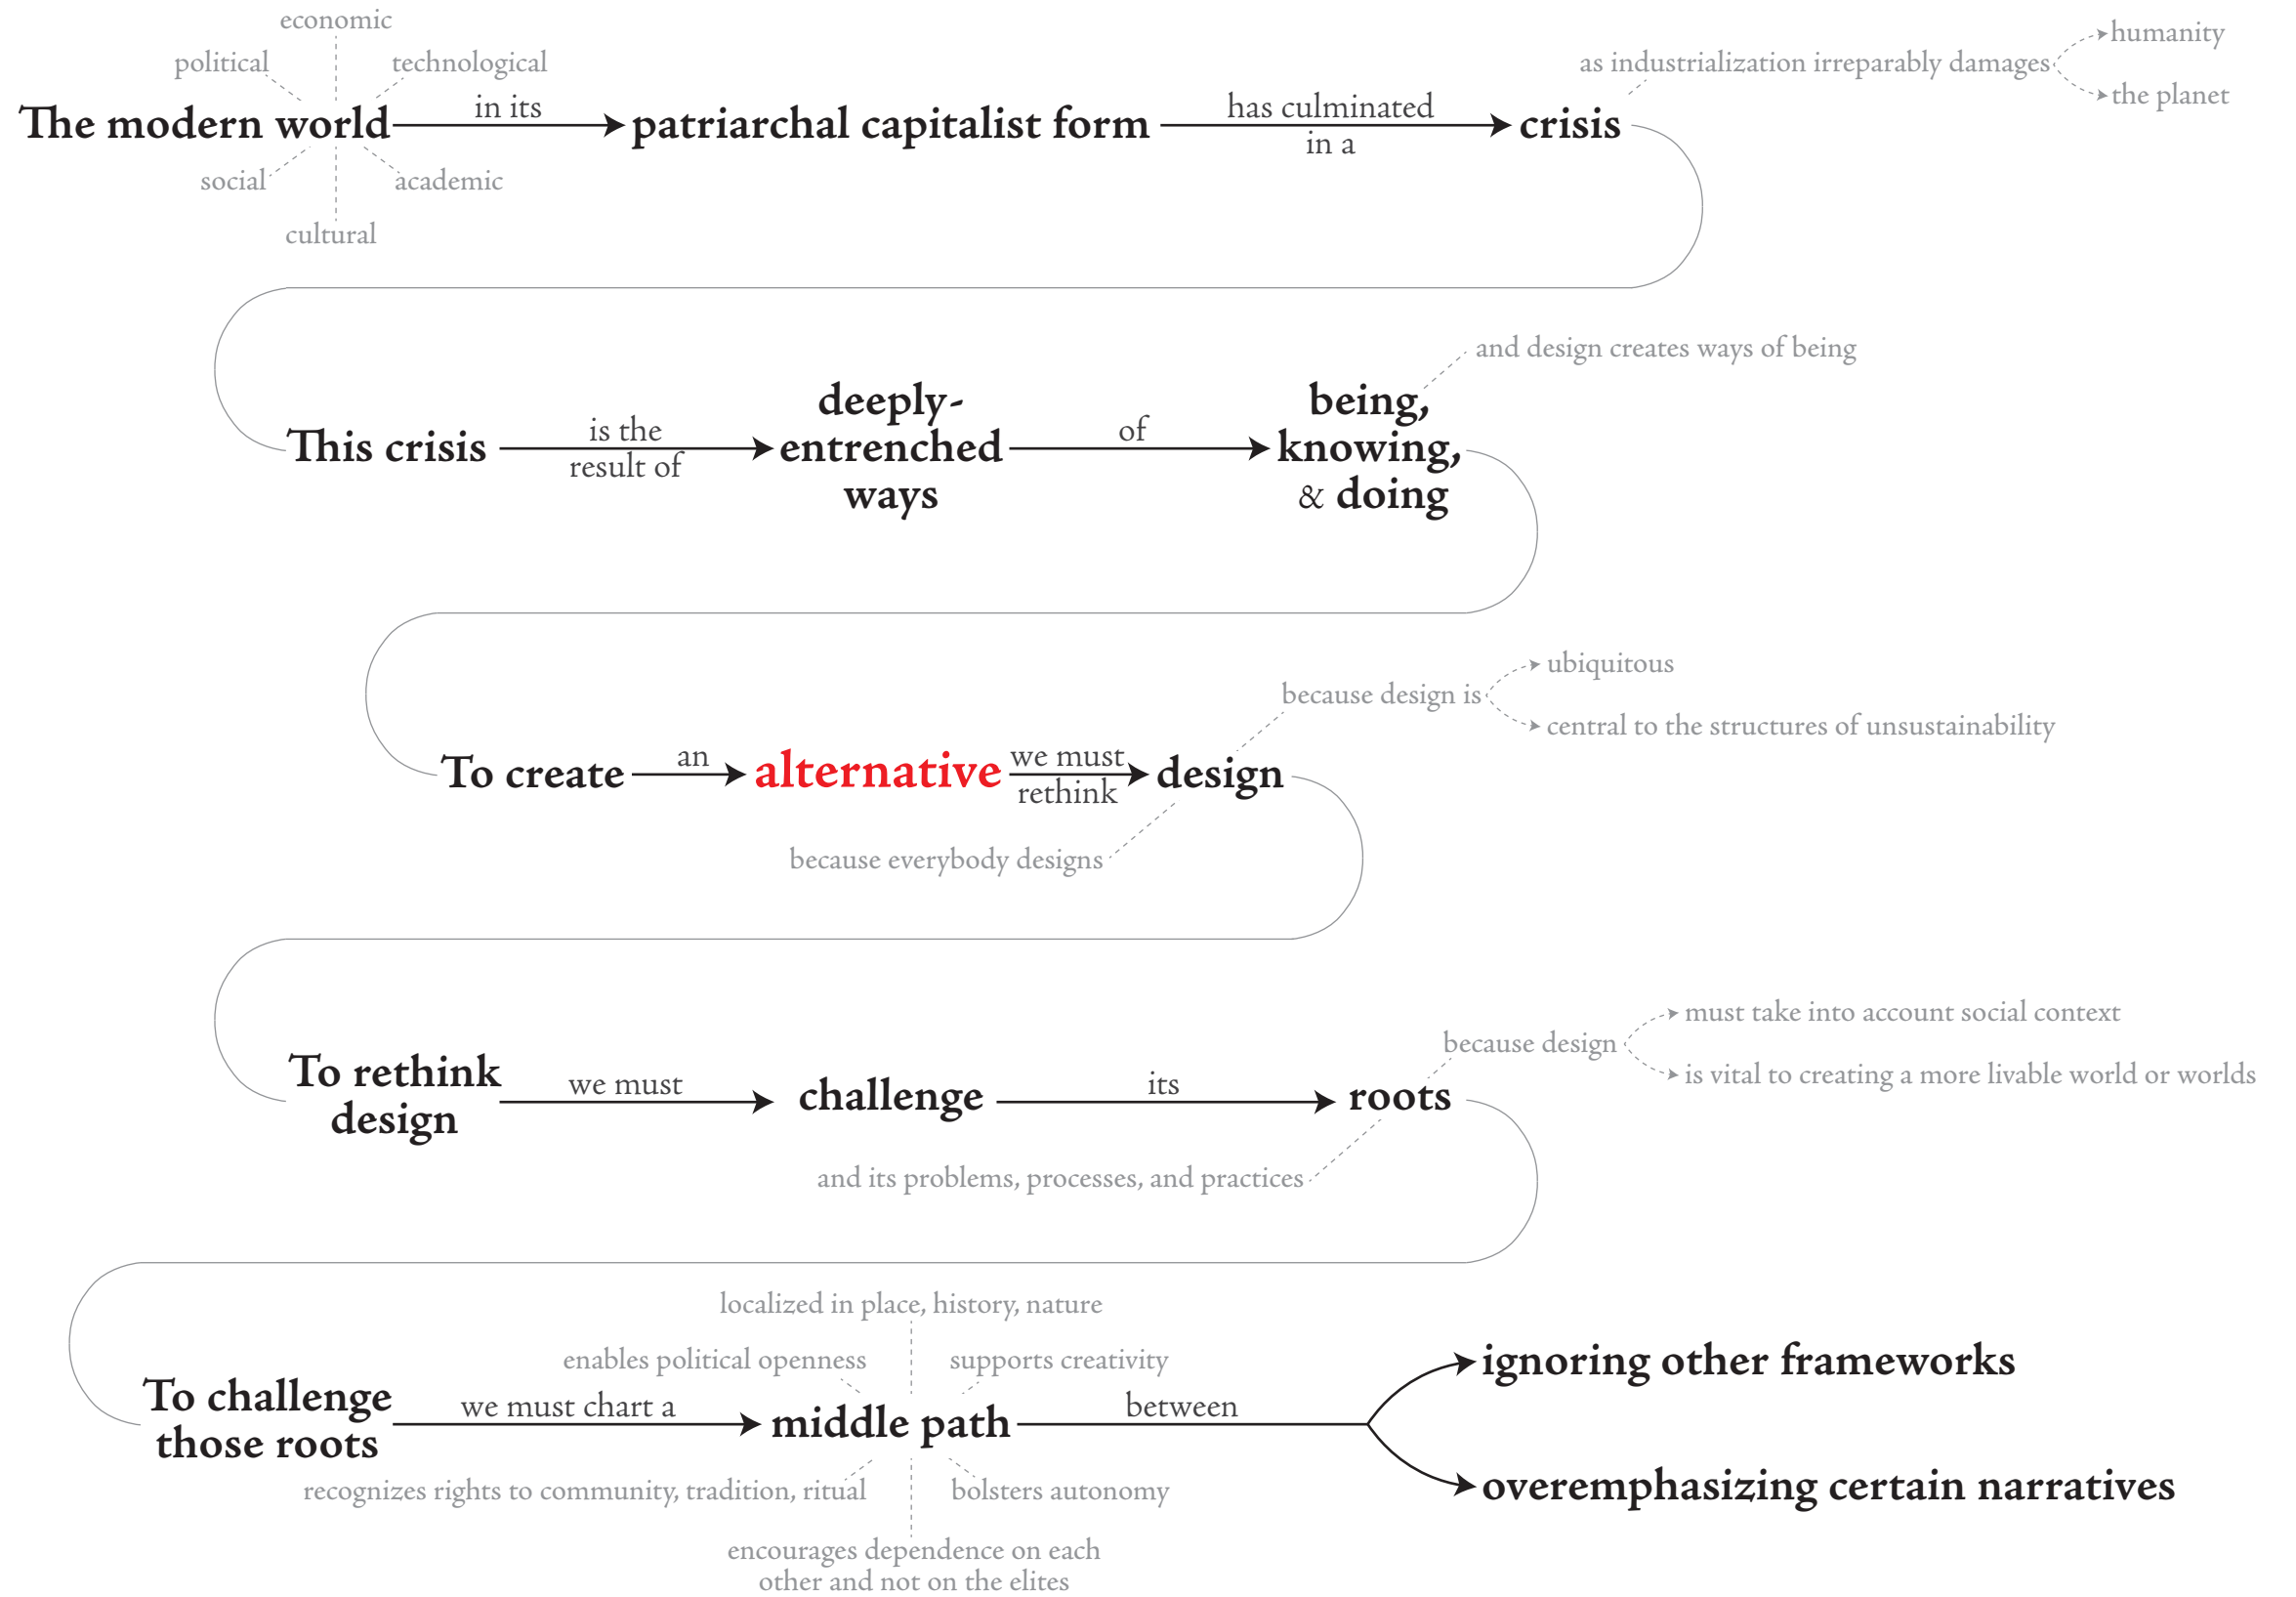 economic
political
technological
The modern world
in its
patriarchal capitalist form
has culminated
in a
crisis
as industrialization irreparably damages
humanity
the planet
social
academic
cultural
This crisis
is the
result of
deeply-
entrenched
ways
of
being,
knowing,
& doing
and design creates ways of being
To create
an
alternative
we must
rethink
design
because design is
ubiquitous
central to the structures of unsustainability
because everybody designs
To rethink
design
we must
challenge
its
roots
because design
must take into account social context
is vital to creating a more livable world or worlds
and its problems, processes, and practices
To challenge
those roots
we must chart a
middle path
localized in place, history, nature
enables political openness
supports creativity
recognizes rights to community, tradition, ritual
bolsters autonomy
encourages dependence on each
other and not on the elites
between
ignoring other frameworks
overemphasizing certain narratives